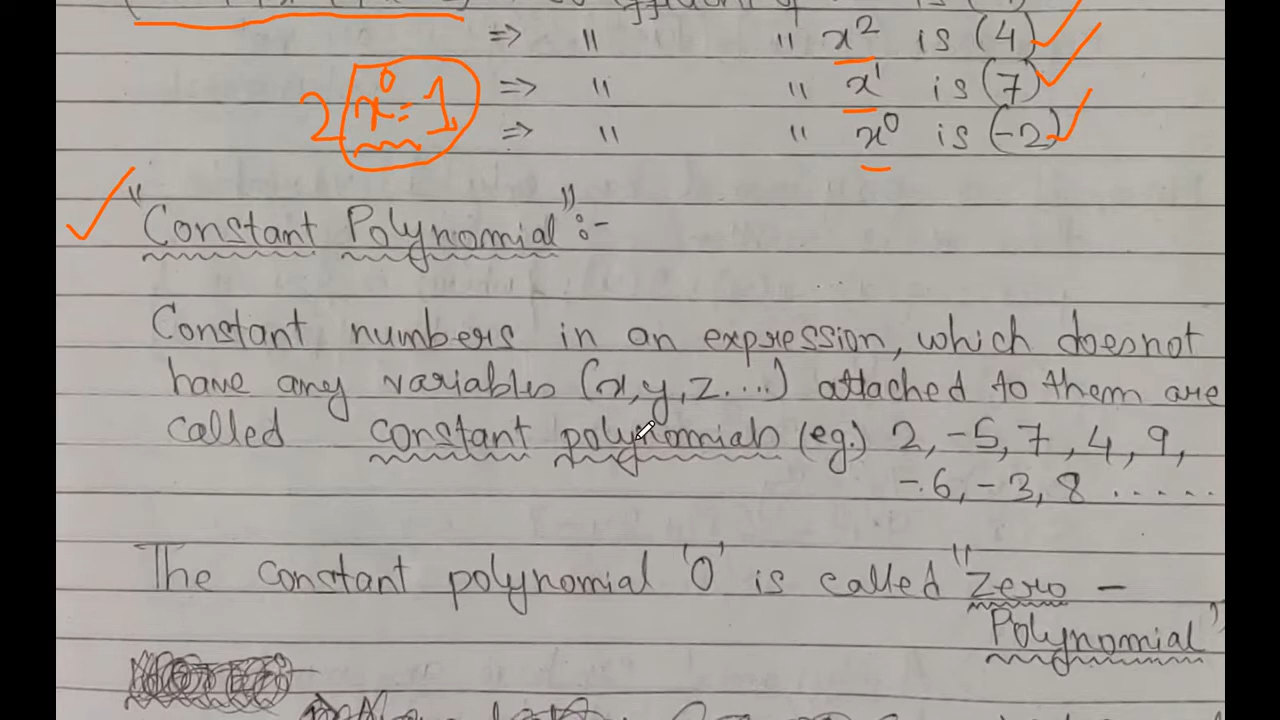 => " " x² is (4)
2 x⁰ = 1 => " " x¹ is (7)
=> " " x⁰ is (-2)
"Constant Polynomial" :-
Constant numbers in an expression, which doesnot
have any variables (x, y, z ....) attached to them are
called constant polynomials (eg.) 2, -5, 7, 4, 9,
-6, -3, 8 .....
The constant polynomial '0' is called "Zero -
Polynomial"